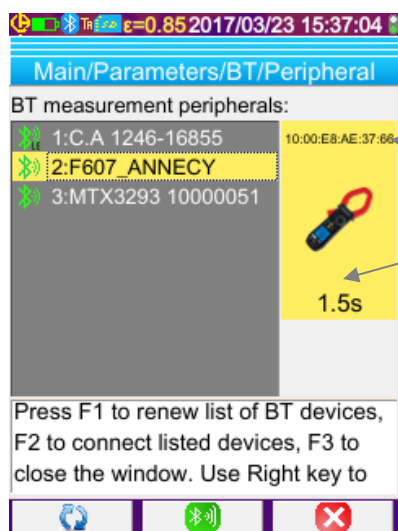 ε=0.85 2017/03/23 15:37:04
Main/Parameters/BT/Peripheral
BT measurement peripherals:
1:C.A 1246-16855
10:00:E8:AE:37:66
2:F607_ANNECY
3:MTX3293 10000051
1.5s
Press F1 to renew list of BT devices,
F2 to connect listed devices, F3 to
close the window. Use Right key to